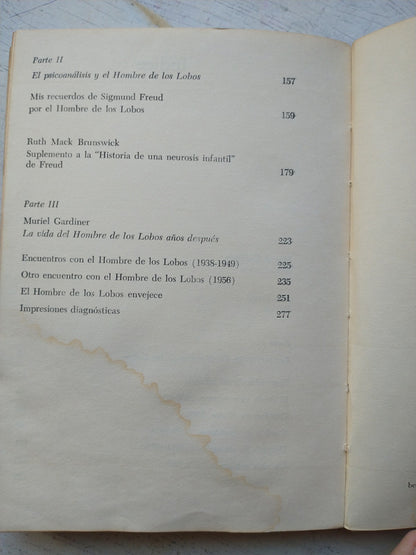 Parte II
El psicoanálisis y el Hombre de los Lobos 157
Mis recuerdos de Sigmund Freud
por el Hombre de los Lobos 159
Ruth Mack Brunswick
Suplemento a la "Historia de una neurosis infantil"
de Freud 179
Parte III
Muriel Gardiner
La vida del Hombre de los Lobos años después 223
Encuentros con el Hombre de los Lobos (1938-1949) 225
Otro encuentro con el Hombre de los Lobos (1956) 235
El Hombre de los Lobos envejece 251
Impresiones diagnósticas 277